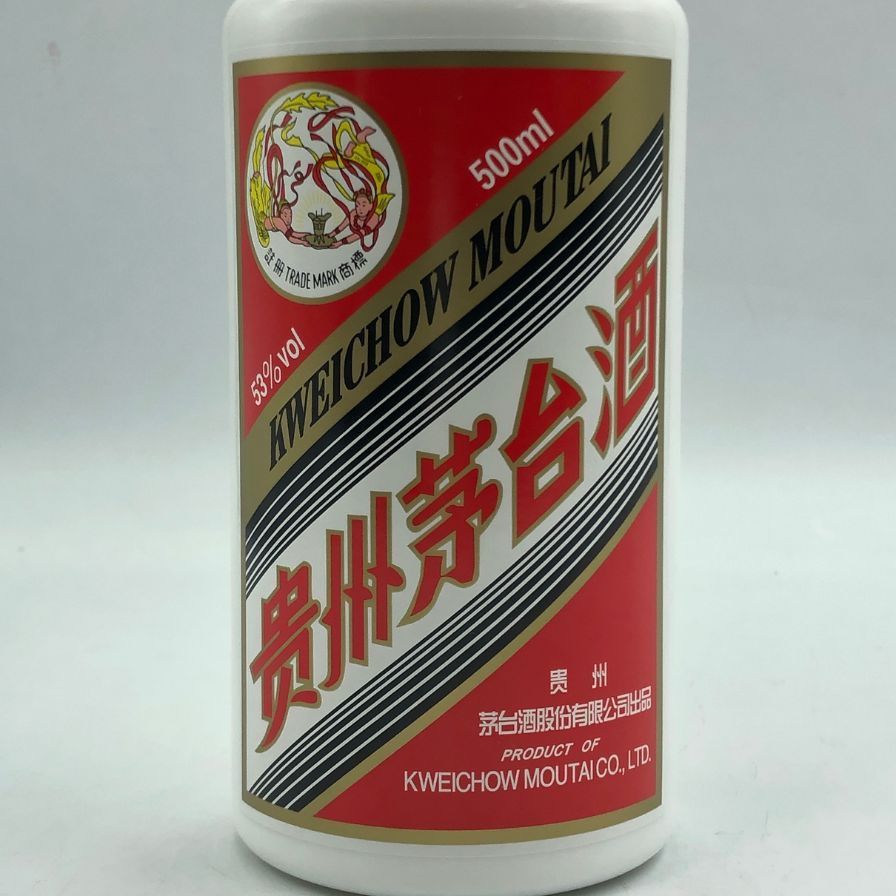 註册 TRADE MARK 商標
500ml
53%vol
KWEICHOW MOUTAI
贵州茅台酒
贵 州
茅台酒股份有限公司出品
PRODUCT OF
KWEICHOW MOUTAI CO., LTD.